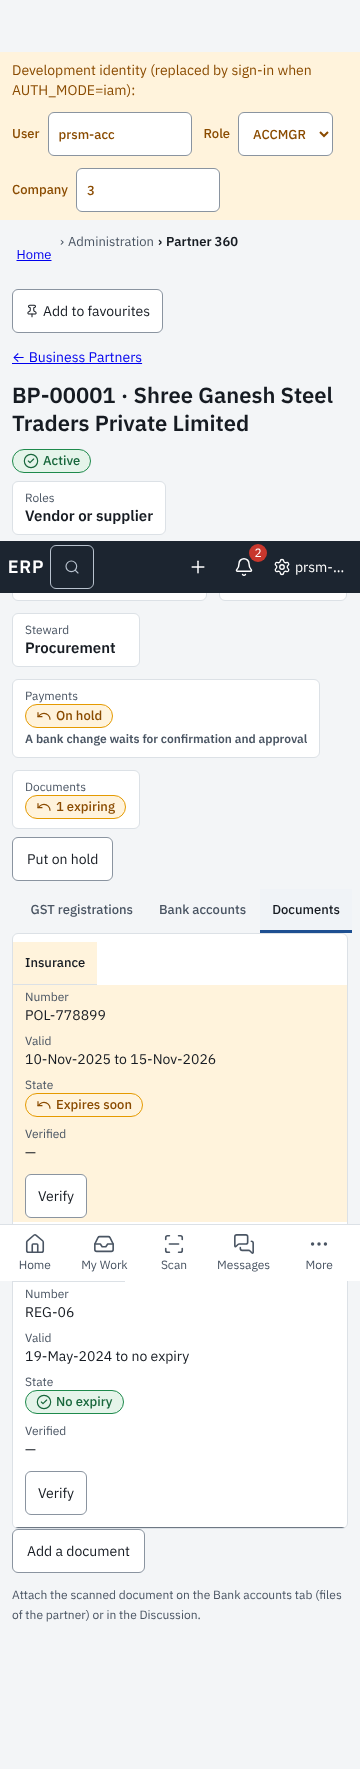 Development identity (replaced by sign-in when
AUTH_MODE=iam):
User prsm-acc Role ACCMGR
Company 3
Home › Administration › Partner 360
Add to favourites
← Business Partners
BP-00001 · Shree Ganesh Steel
Traders Private Limited
Active
Roles
Vendor or supplier
ERP 2 prsm-...
Steward
Procurement
Payments
On hold
A bank change waits for confirmation and approval
Documents
1 expiring
Put on hold
GST registrations Bank accounts Documents
Insurance
Number
POL-778899
Valid
10-Nov-2025 to 15-Nov-2026
State
Expires soon
Verified
—
Verify
Home My Work Scan Messages More
Number
REG-06
Valid
19-May-2024 to no expiry
State
No expiry
Verified
—
Verify
Add a document
Attach the scanned document on the Bank accounts tab (files
of the partner) or in the Discussion.